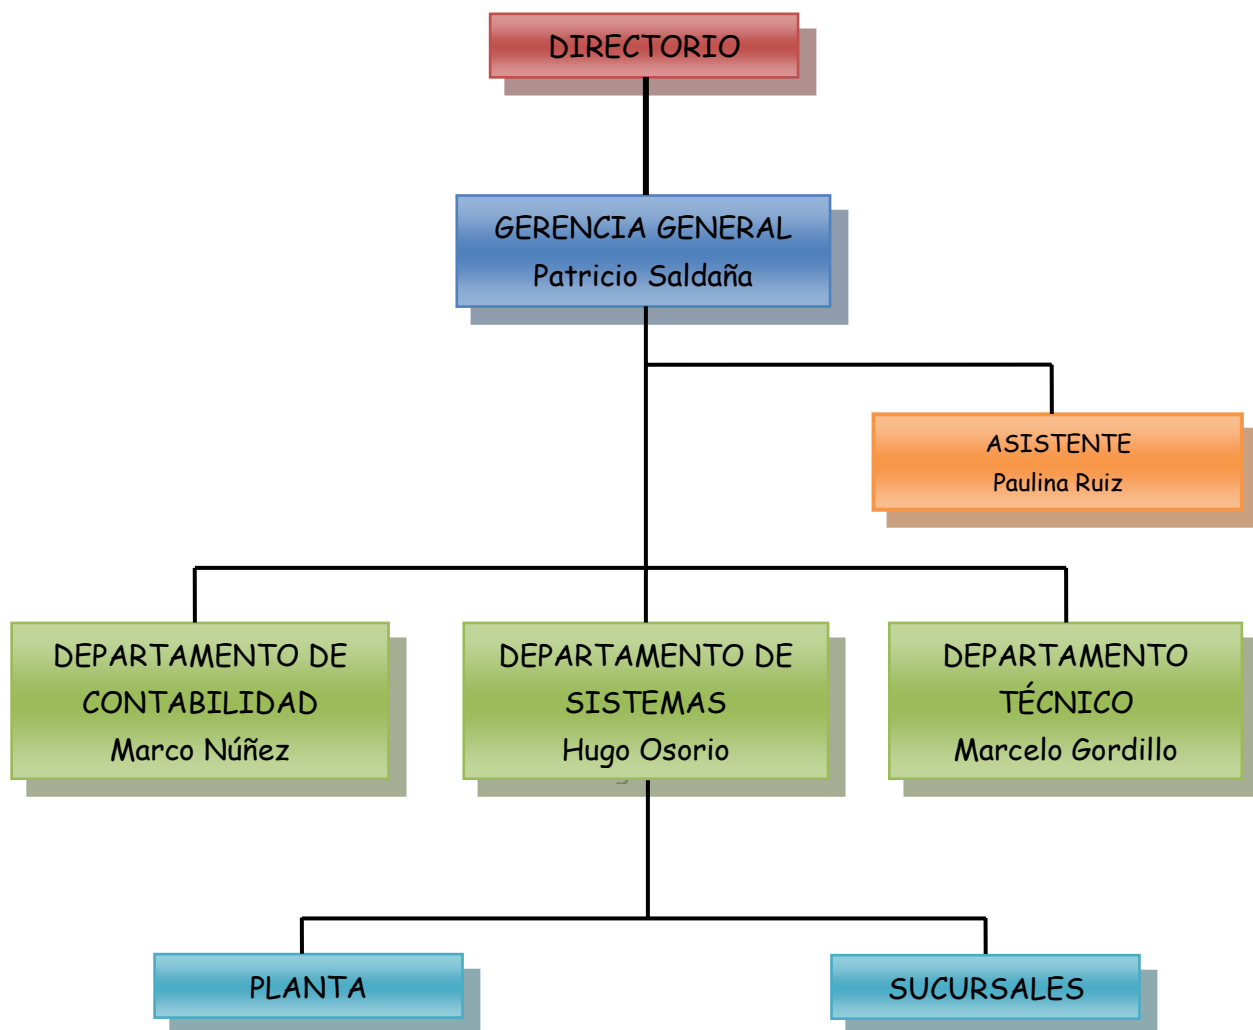 DIRECTORIO
GERENCIA GENERAL
Patricio Saldaña
ASISTENTE
Paulina Ruiz
DEPARTAMENTO DE
CONTABILIDAD
Marco Núñez
DEPARTAMENTO DE
SISTEMAS
Hugo Osorio
DEPARTAMENTO
TÉCNICO
Marcelo Gordillo
PLANTA
SUCURSALES